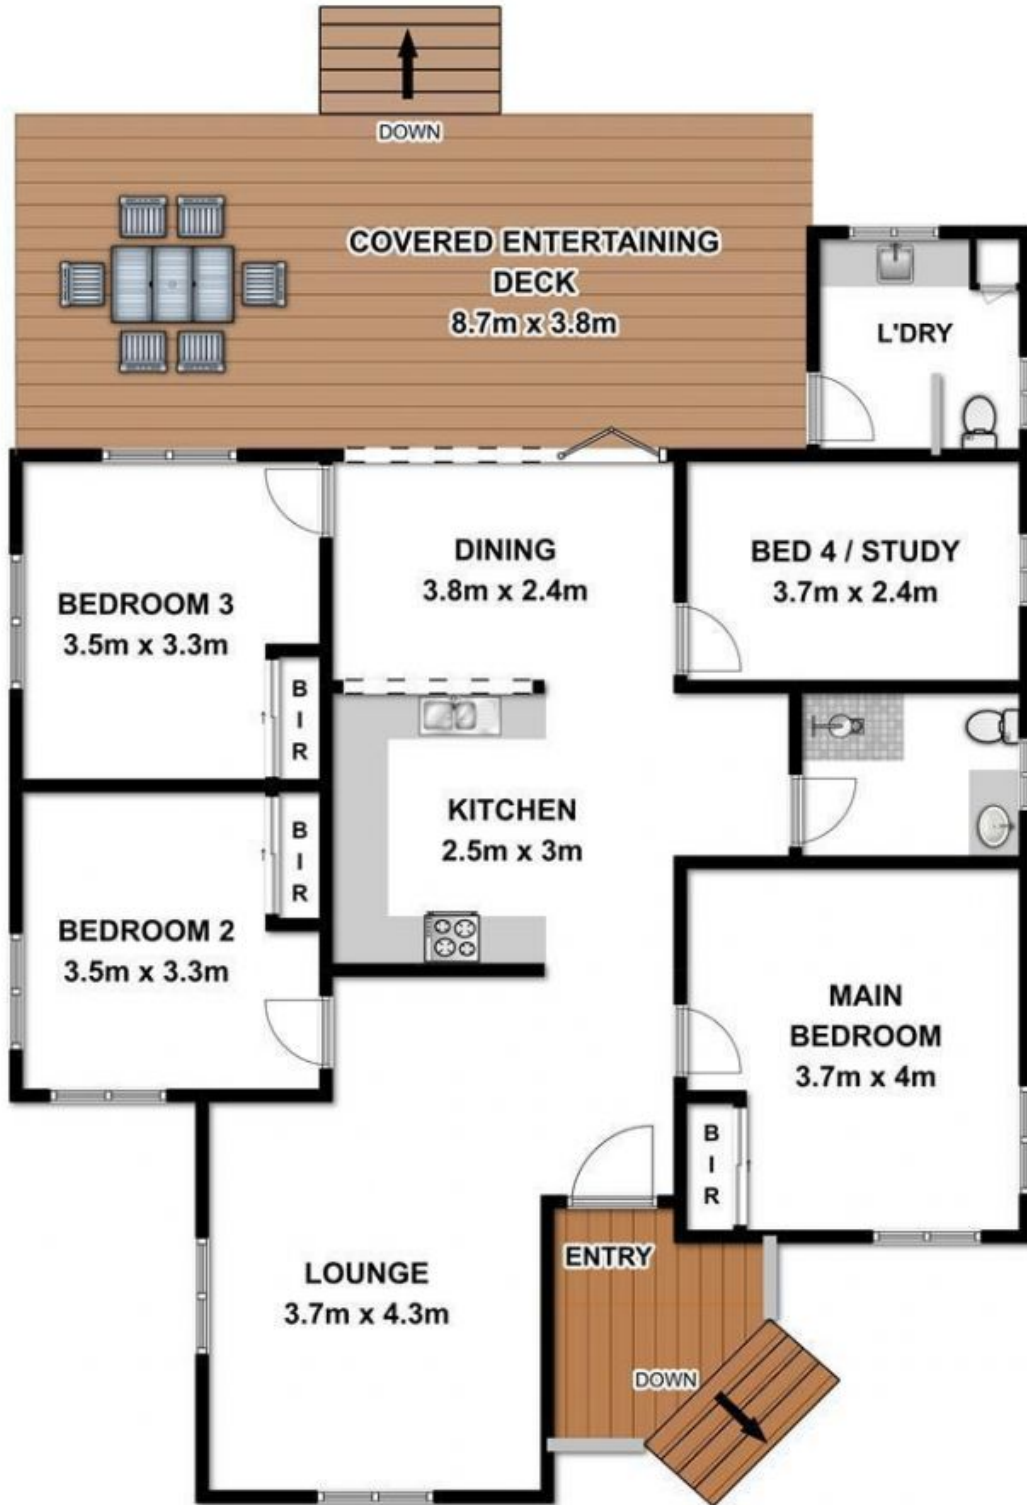 DOWN
COVERED ENTERTAINING
DECK
8.7m x 3.8m
L'DRY
DINING
3.8m x 2.4m
BED 4 / STUDY
3.7m x 2.4m
BEDROOM 3
3.5m x 3.3m
B
I
R
KITCHEN
2.5m x 3m
B
I
R
BEDROOM 2
3.5m x 3.3m
MAIN
BEDROOM
3.7m x 4m
B
I
R
ENTRY
LOUNGE
3.7m x 4.3m
DOWN